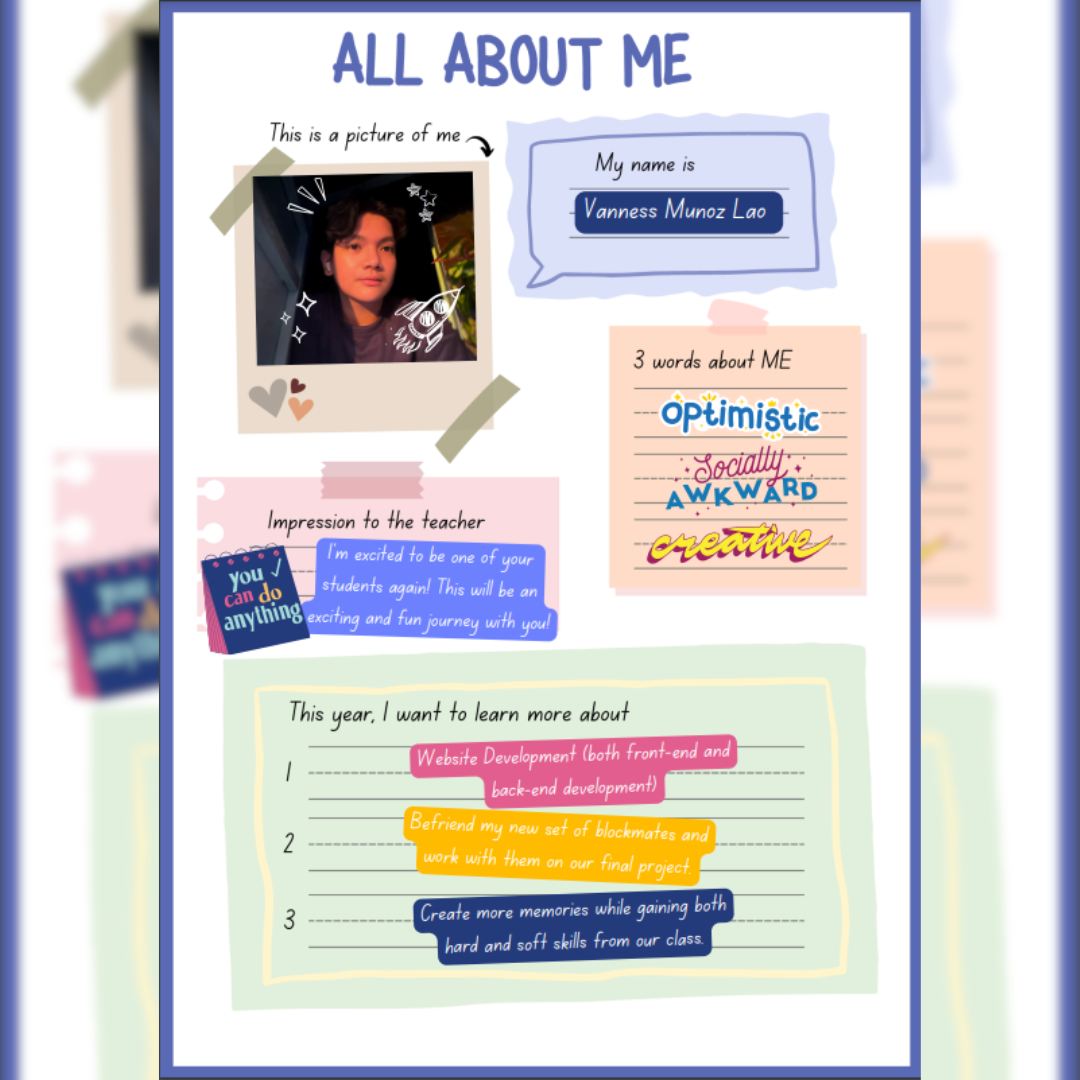 ALL ABOUT ME
This is a picture of me
My name is
Vanness Munoz Lao
3 words about ME
optimistic
Socially
AWKWARD
creative
Impression to the teacher
you
can do
anything
I'm excited to be one of your
students again! This will be an
exciting and fun journey with you!
This year, I want to learn more about
1
Website Development (both front-end and
back-end development)
2
Befriend my new set of blockmates and
work with them on our final project.
3
Create more memories while gaining both
hard and soft skills from our class.